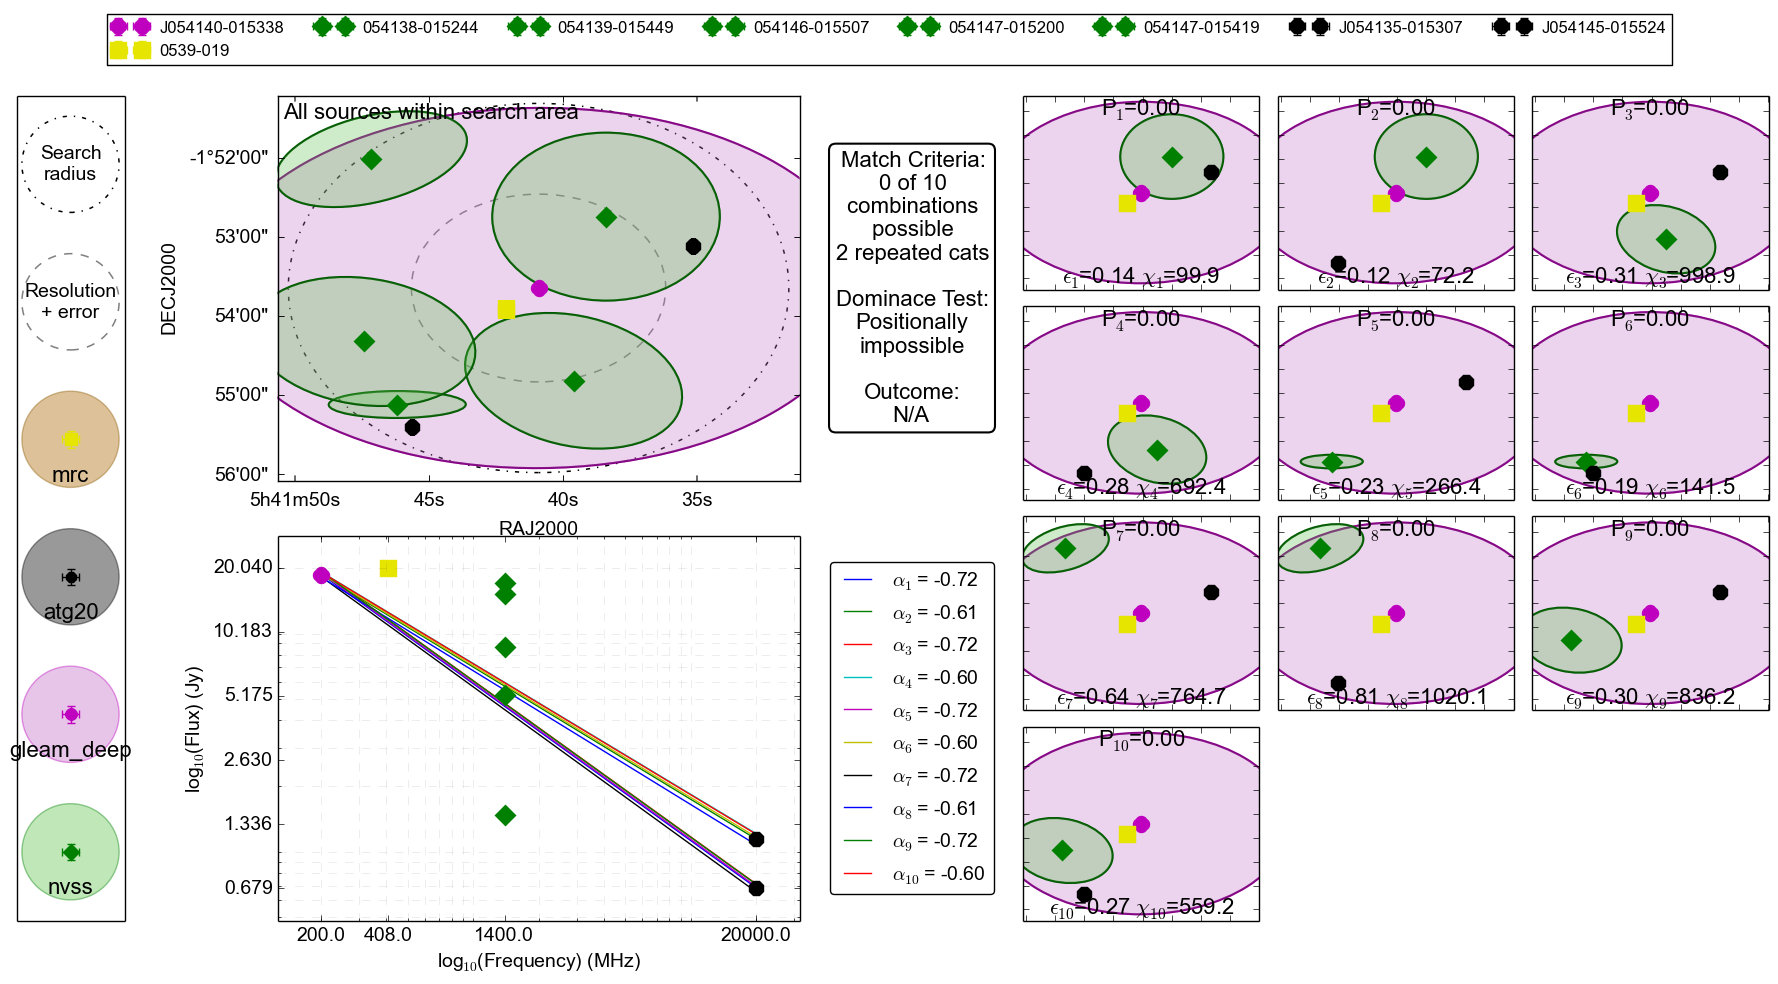 J054140-015338 054138-015244 054139-015449 054146-015507 054147-015200 054147-015419 J054135-015307 J054145-015524
0539-019
Search
radius
Resolution
+ error
mrc
atg20
gleam_deep
nvss
All sources within search area
DECJ2000
-1°52'00"
53'00"
54'00"
55'00"
56'00"
5h41m50s 45s 40s 35s
RAJ2000
Match Criteria:
0 of 10
combinations
possible
2 repeated cats
Dominace Test:
Positionally
impossible
Outcome:
N/A
log10(Flux) (Jy)
20.040
10.183
5.175
2.630
1.336
0.679
200.0 408.0 1400.0 20000.0
log10(Frequency) (MHz)
α1 = -0.72
α2 = -0.61
α3 = -0.72
α4 = -0.60
α5 = -0.72
α6 = -0.60
α7 = -0.72
α8 = -0.61
α9 = -0.72
α10 = -0.60
P1=0.00
ϵ1=0.14 χ1=99.9
P2=0.00
ϵ2=0.12 χ2=72.2
P3=0.00
ϵ3=0.31 χ3=998.9
P4=0.00
ϵ4=0.28 χ4=692.4
P5=0.00
ϵ5=0.23 χ5=266.4
P6=0.00
ϵ6=0.19 χ6=141.5
P7=0.00
ϵ7=0.64 χ7=764.7
P8=0.00
ϵ8=0.81 χ8=1020.1
P9=0.00
ϵ9=0.30 χ9=836.2
P10=0.00
ϵ10=0.27 χ10=559.2